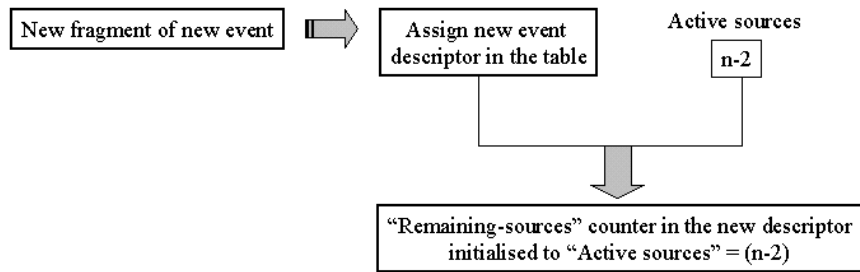 New fragment of new event
Assign new event
descriptor in the table
Active sources
n-2
“Remaining-sources” counter in the new descriptor
initialised to “Active sources” = (n-2)